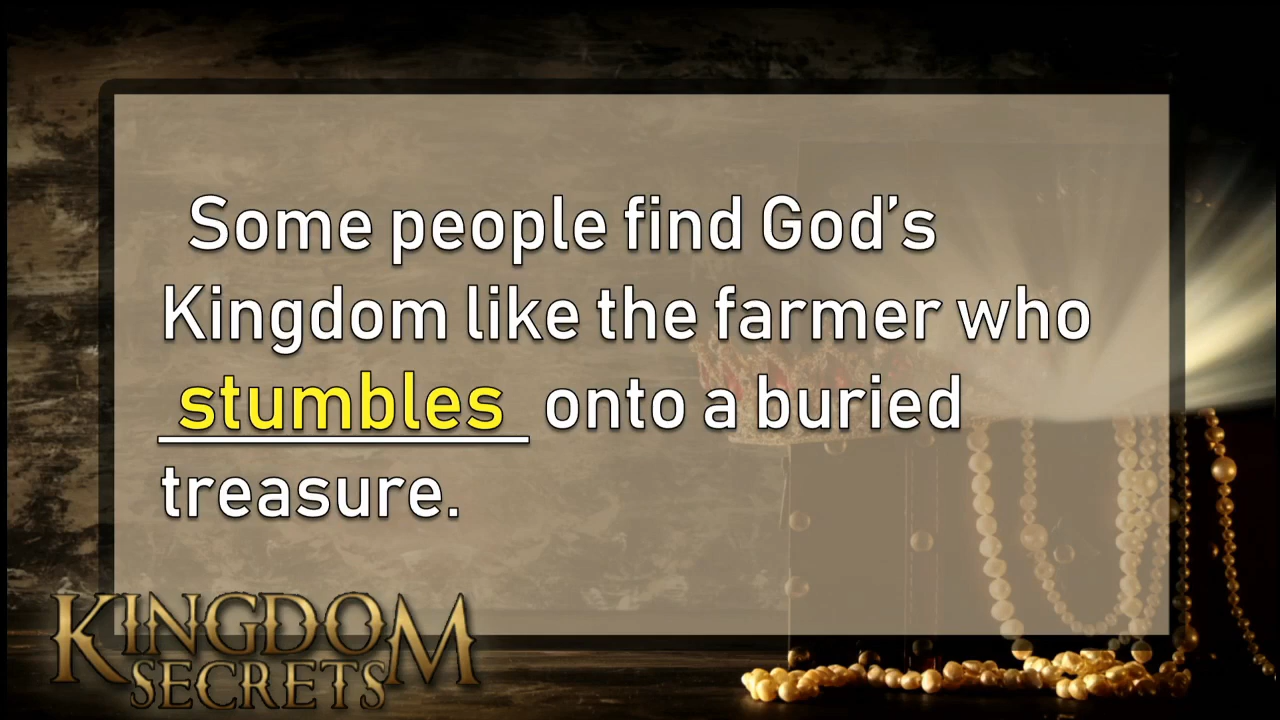 Some people find God’s
Kingdom like the farmer who
stumbles onto a buried
treasure.
KINGDOM
SECRETS